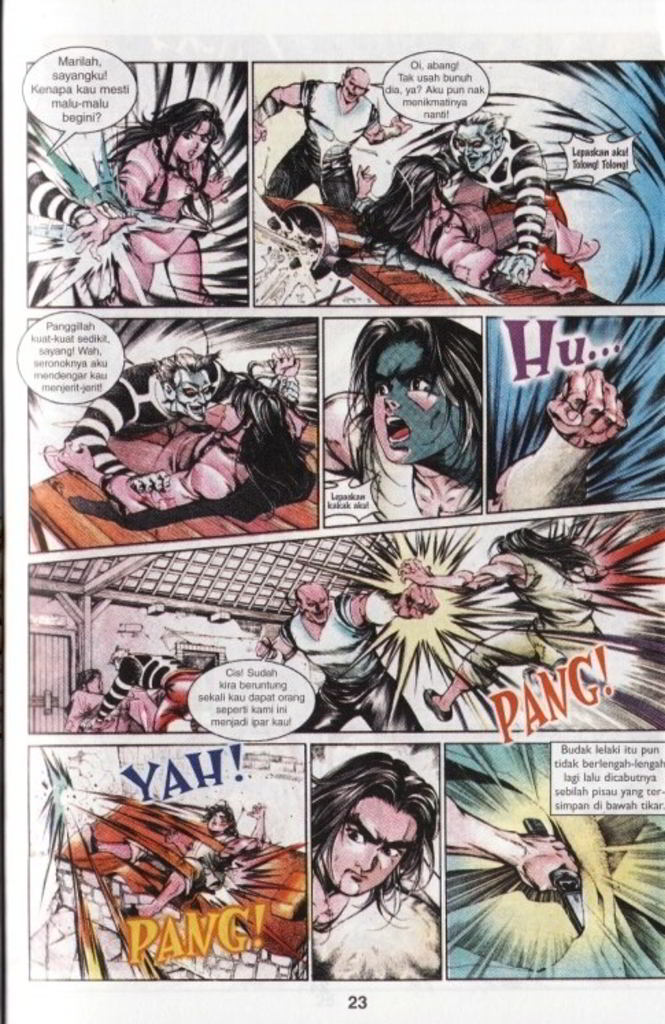 Marilah,
sayangku!
Kenapa kau mesti
malu-malu
begini?
Oi, abang!
Tak usah bunuh
dia, ya? Aku pun nak
menikmatinya
nanti!
Lepaskan aku!
Tolong! Tolong!
Panggillah
kuat-kuat sedikit,
sayang! Wah,
seronoknya aku
mendengar kau
menjerit-jerit!
Lepaskan
kakak aku!
Hu...
Cis! Sudah
kira beruntung
sekali kau dapat orang
seperti kami ini
menjadi ipar kau!
PANG!
YAH!
PANG!
Budak lelaki itu pun
tidak berlengah-lengah
lagi lalu dicabutnya
sebilah pisau yang ter-
simpan di bawah tikar.
23